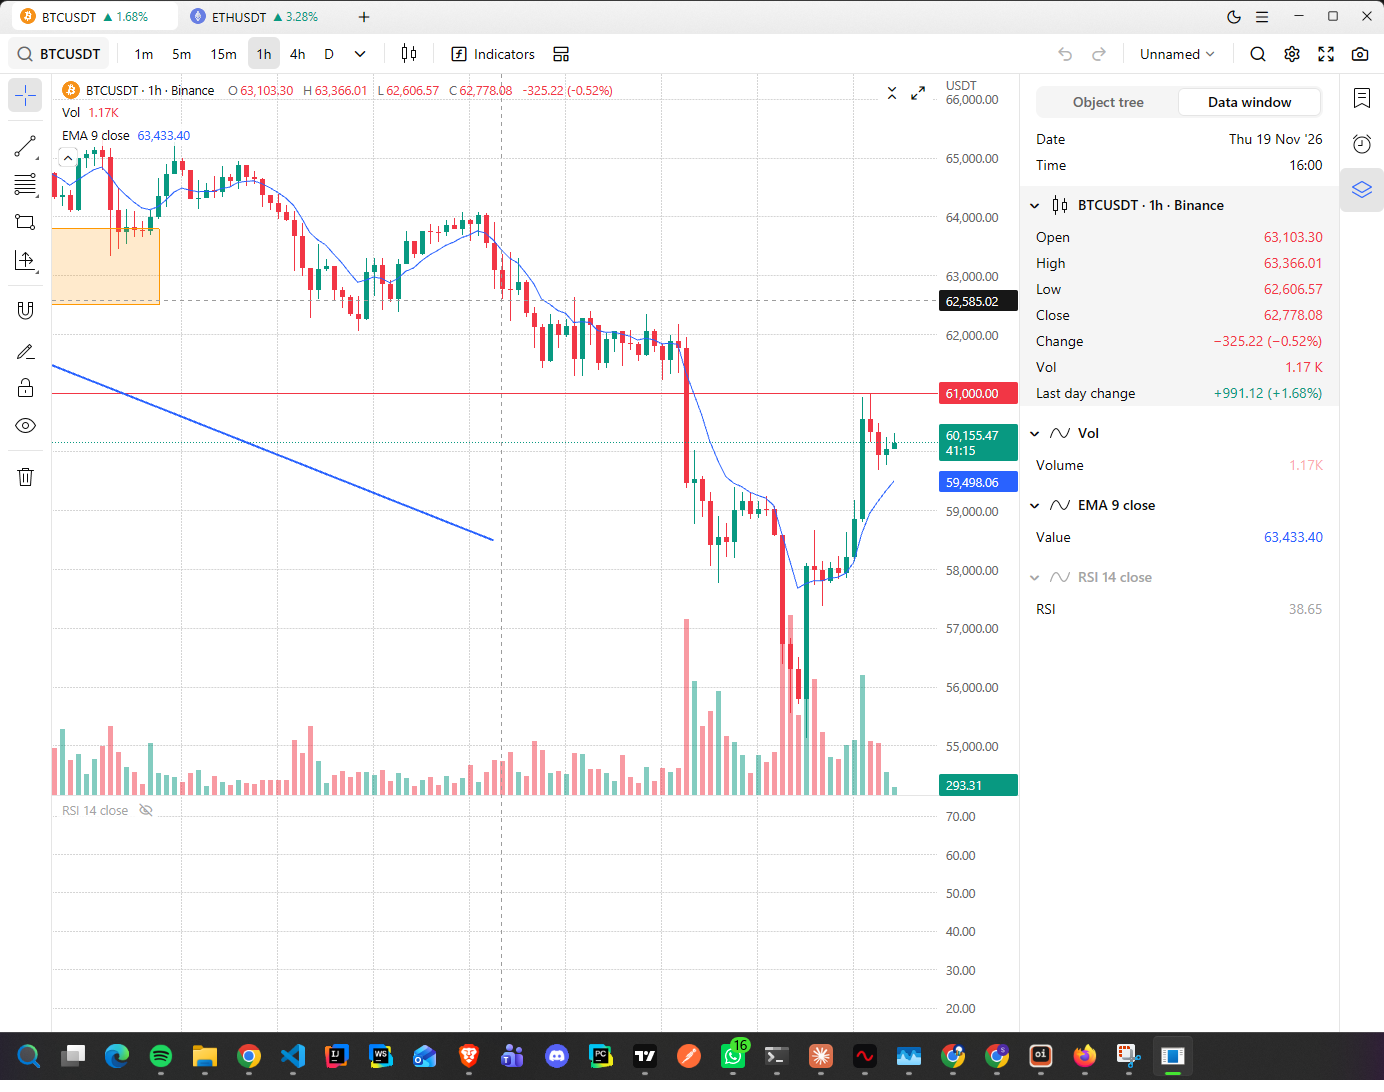 BTCUSDT ▲ 1.68%
ETHUSDT ▲ 3.28%
BTCUSDT 1m 5m 15m 1h 4h D Indicators Unnamed
BTCUSDT · 1h · Binance O 63,103.30 H 63,366.01 L 62,606.57 C 62,778.08 -325.22 (-0.52%)
Vol 1.17K
EMA 9 close 63,433.40
USDT
66,000.00
65,000.00
64,000.00
63,000.00
62,585.02
62,000.00
61,000.00
60,155.47
41:15
59,498.06
59,000.00
58,000.00
57,000.00
56,000.00
55,000.00
293.31
RSI 14 close
70.00
60.00
50.00
40.00
30.00
20.00
Object tree Data window
Date Thu 19 Nov '26
Time 16:00
BTCUSDT · 1h · Binance
Open 63,103.30
High 63,366.01
Low 62,606.57
Close 62,778.08
Change −325.22 (−0.52%)
Vol 1.17 K
Last day change +991.12 (+1.68%)
Vol
Volume 1.17K
EMA 9 close
Value 63,433.40
RSI 14 close
RSI 38.65
IJ
WS
T
PC
16
S
oi